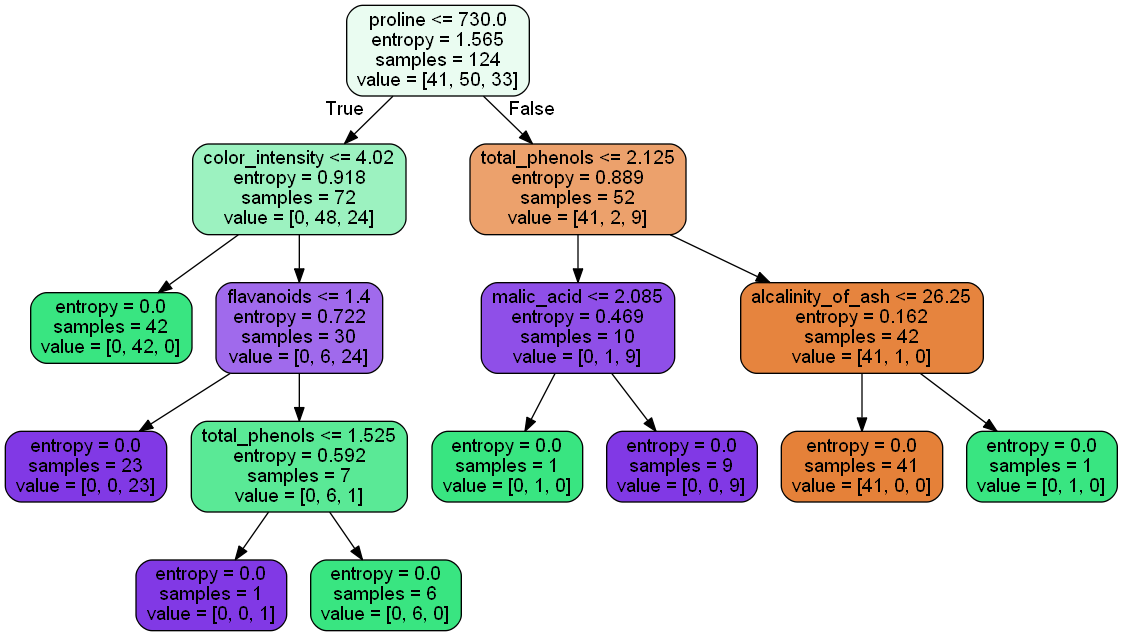 proline <= 730.0
entropy = 1.565
samples = 124
value = [41, 50, 33]
True
False
color_intensity <= 4.02
entropy = 0.918
samples = 72
value = [0, 48, 24]
total_phenols <= 2.125
entropy = 0.889
samples = 52
value = [41, 2, 9]
entropy = 0.0
samples = 42
value = [0, 42, 0]
flavanoids <= 1.4
entropy = 0.722
samples = 30
value = [0, 6, 24]
malic_acid <= 2.085
entropy = 0.469
samples = 10
value = [0, 1, 9]
alcalinity_of_ash <= 26.25
entropy = 0.162
samples = 42
value = [41, 1, 0]
entropy = 0.0
samples = 23
value = [0, 0, 23]
total_phenols <= 1.525
entropy = 0.592
samples = 7
value = [0, 6, 1]
entropy = 0.0
samples = 1
value = [0, 1, 0]
entropy = 0.0
samples = 9
value = [0, 0, 9]
entropy = 0.0
samples = 41
value = [41, 0, 0]
entropy = 0.0
samples = 1
value = [0, 1, 0]
entropy = 0.0
samples = 1
value = [0, 0, 1]
entropy = 0.0
samples = 6
value = [0, 6, 0]